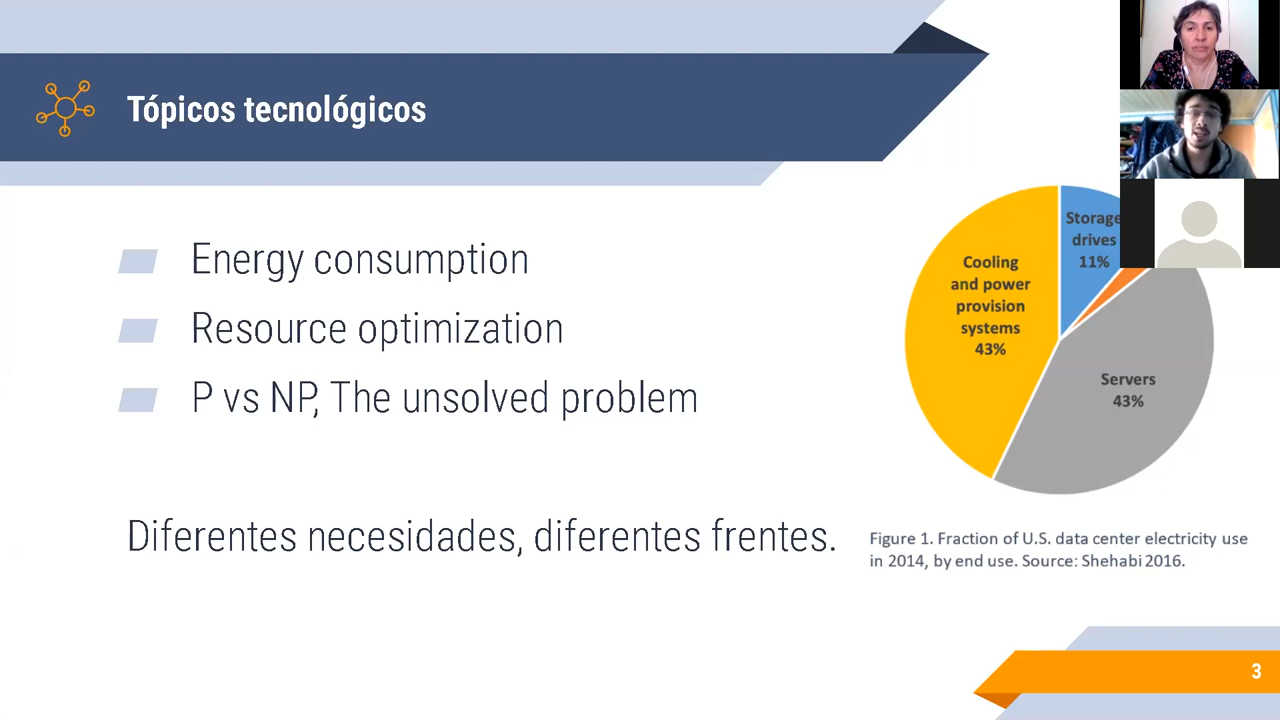 Tópicos tecnológicos
Energy consumption
Resource optimization
P vs NP, The unsolved problem
Diferentes necesidades, diferentes frentes.
Storage
drives
11%
Cooling
and power
provision
systems
43%
Servers
43%
Figure 1. Fraction of U.S. data center electricity use
in 2014, by end use. Source: Shehabi 2016.
3